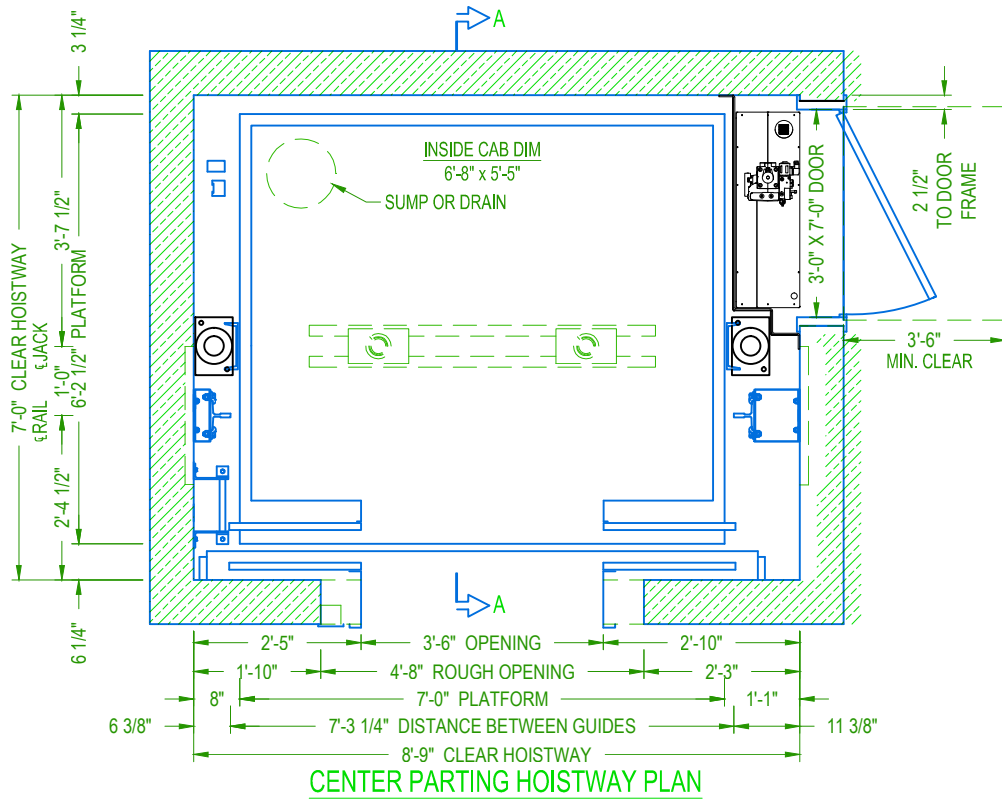 A
3 1/4"
INSIDE CAB DIM
6'-8" x 5'-5"
SUMP OR DRAIN
3'-0" X 7'-0" DOOR
2 1/2"
TO DOOR
FRAME
3'-6"
MIN. CLEAR
7'-0" CLEAR HOISTWAY
℄RAIL
℄JACK
3'-7 1/2"
1'-0"
2'-4 1/2"
6'-2 1/2" PLATFORM
6 1/4"
A
2'-5"
3'-6" OPENING
2'-10"
1'-10"
4'-8" ROUGH OPENING
2'-3"
8"
7'-0" PLATFORM
1'-1"
6 3/8"
7'-3 1/4" DISTANCE BETWEEN GUIDES
11 3/8"
8'-9" CLEAR HOISTWAY
CENTER PARTING HOISTWAY PLAN